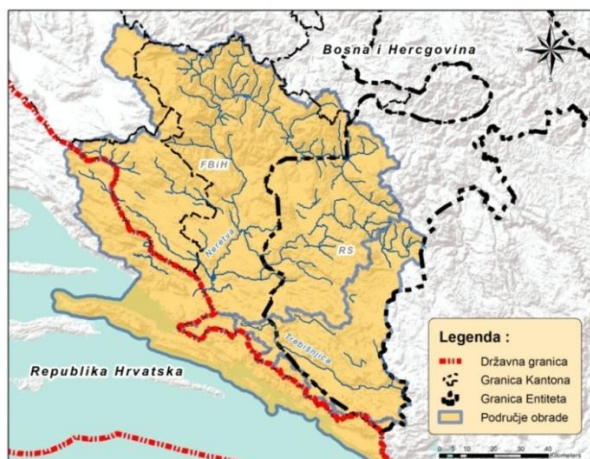 Bosna i Hercgovina
FBiH
Neretva
RS
Trebišnjica
Republika Hrvatska
Legenda :
Državna granica
Granica Kantona
Granica Entiteta
Područje obrade